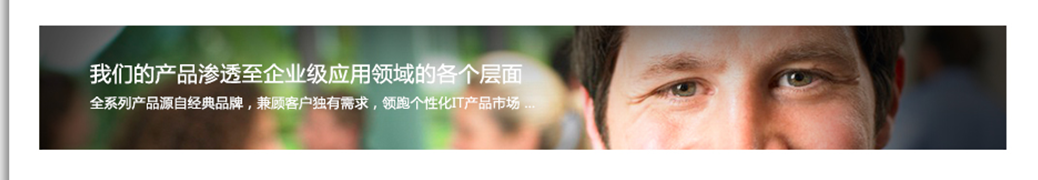 我们的产品渗透至企业级应用领域的各个层面
全系列产品源自经典品牌，兼顾客户独有需求，领跑个性化IT产品市场 ...